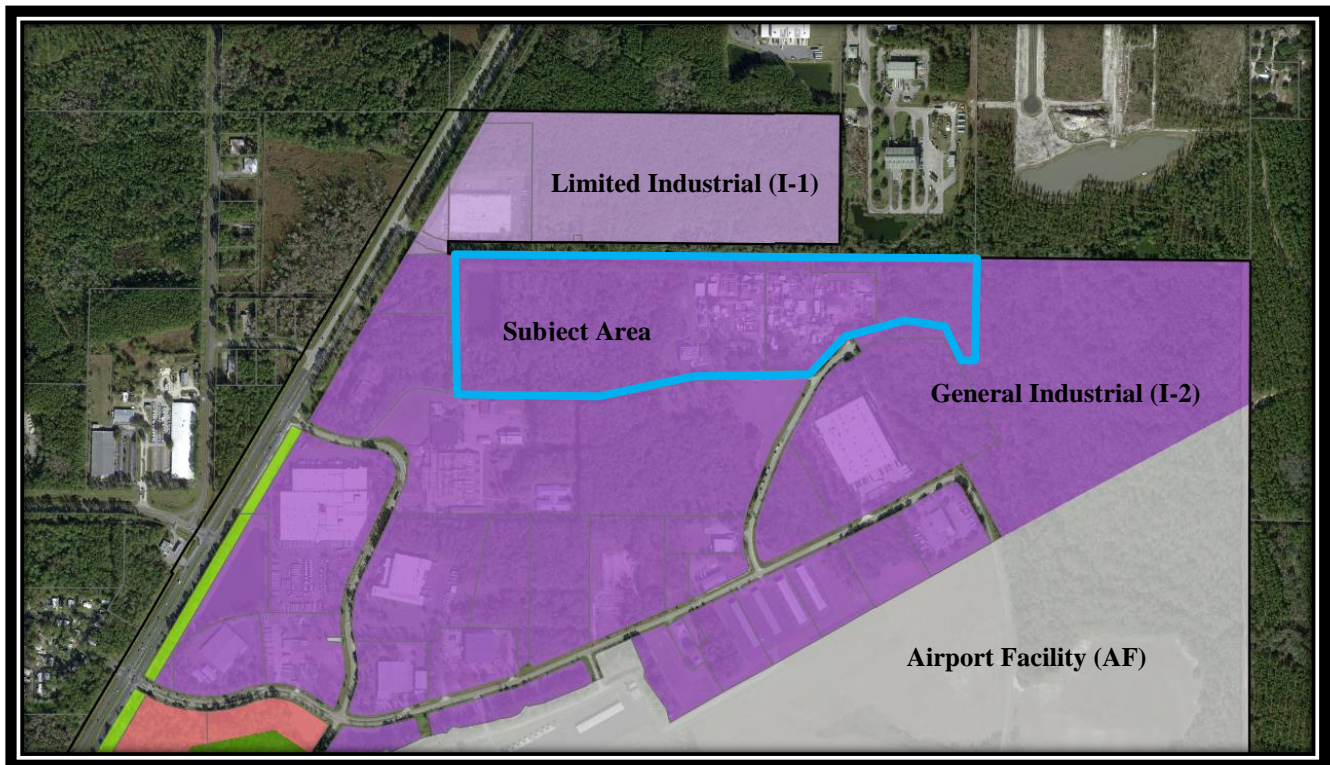 Limited Industrial (I-1)
Subject Area
General Industrial (I-2)
Airport Facility (AF)